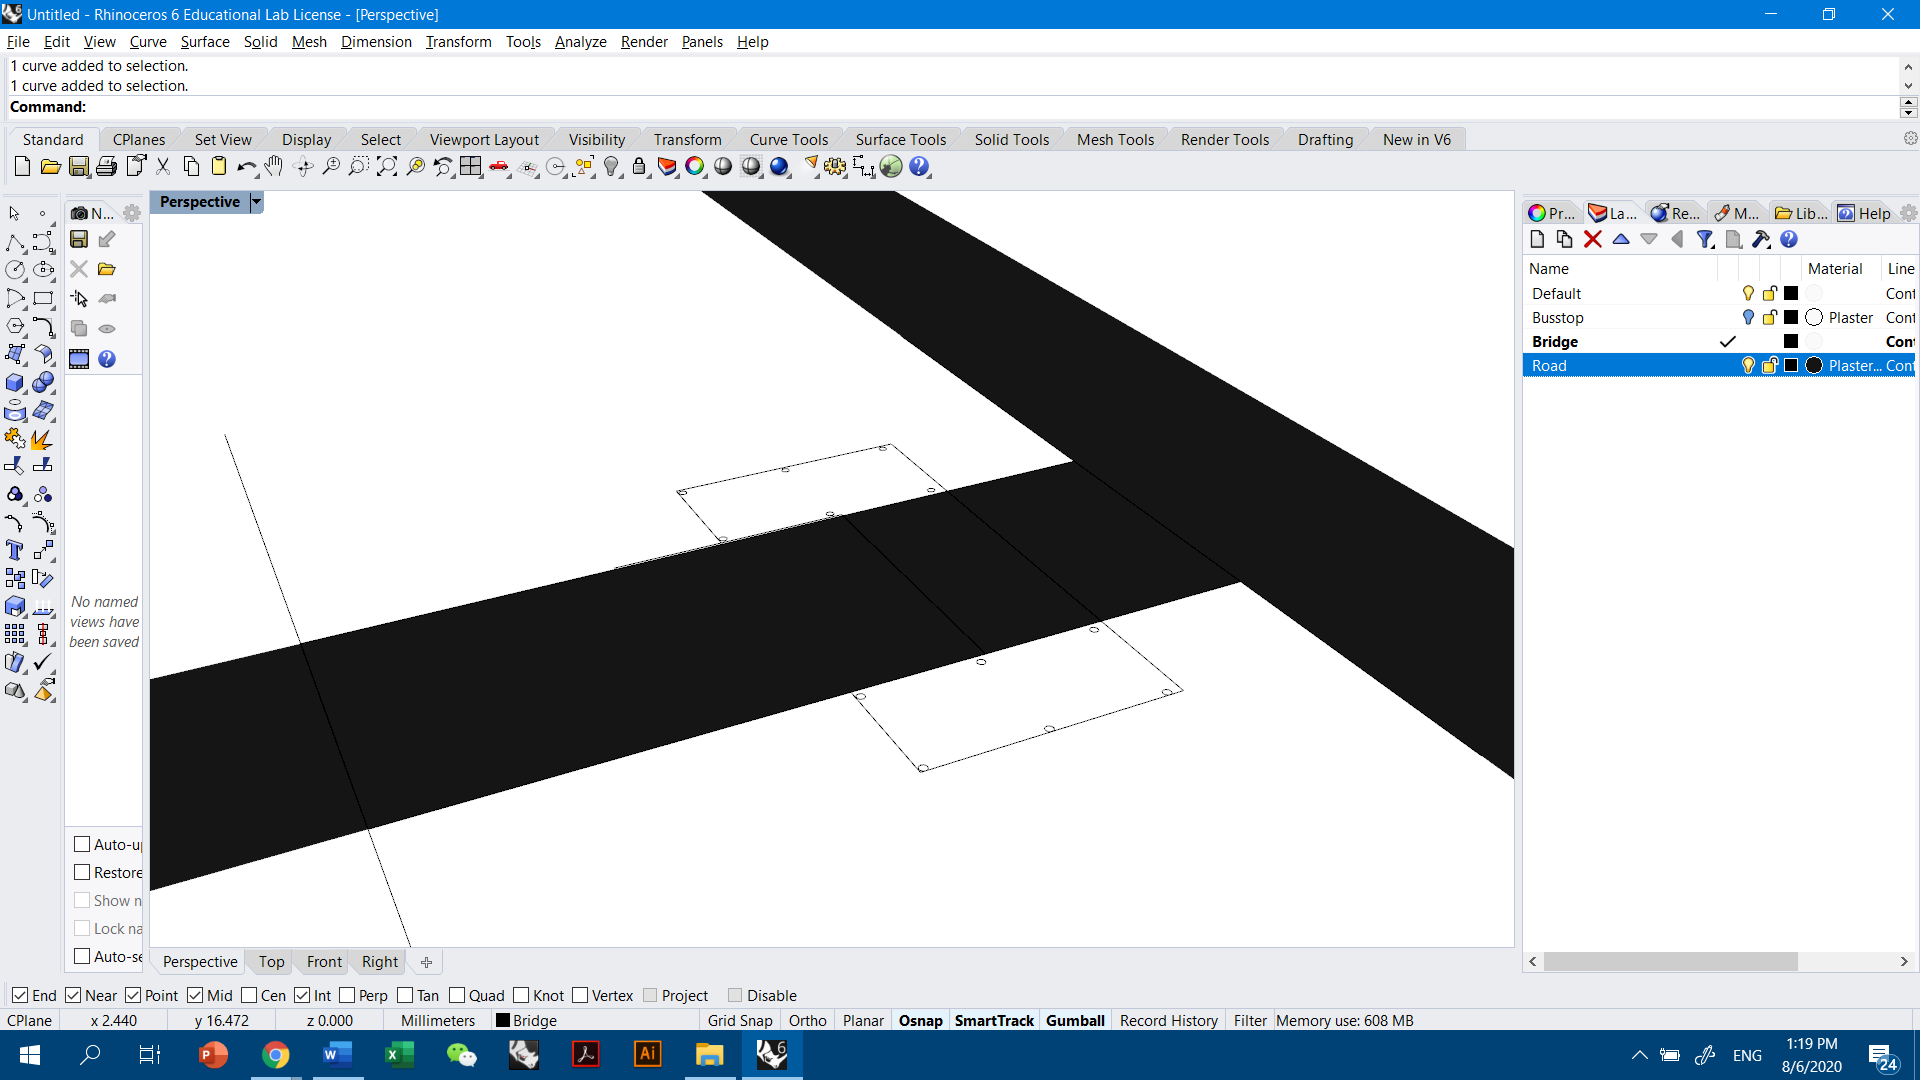 Untitled - Rhinoceros 6 Educational Lab License - [Perspective]
File Edit View Curve Surface Solid Mesh Dimension Transform Tools Analyze Render Panels Help
1 curve added to selection.
1 curve added to selection.
Command:
Standard CPlanes Set View Display Select Viewport Layout Visibility Transform Curve Tools Surface Tools Solid Tools Mesh Tools Render Tools Drafting New in V6
N...
Perspective
Pr... La... Re... M... Lib... Help
Name Material Line
Default Cont
Busstop Plaster Cont
Bridge Cont
Road Plaster... Cont
No named
views have
been saved
Auto-u
Restore
Show n
Lock na
Auto-se
Perspective Top Front Right
End Near Point Mid Cen Int Perp Tan Quad Knot Vertex Project Disable
CPlane x 2.440 y 16.472 z 0.000 Millimeters Bridge Grid Snap Ortho Planar Osnap SmartTrack Gumball Record History Filter Memory use: 608 MB
ENG
1:19 PM
8/6/2020
24